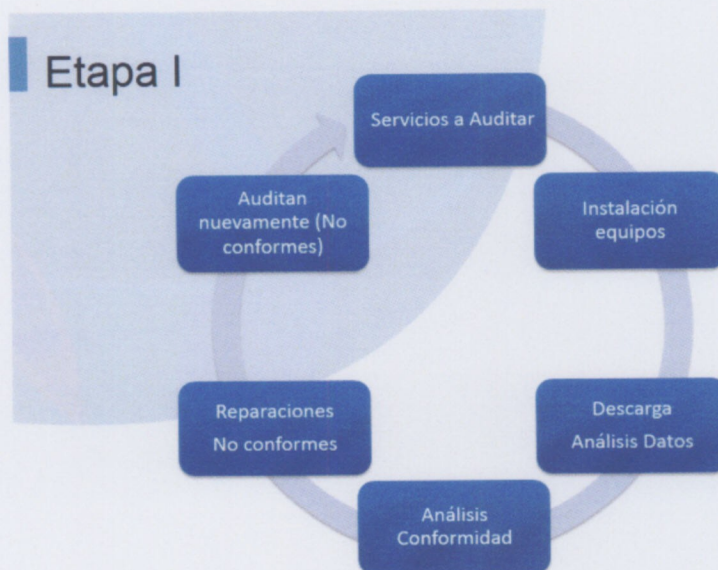 Etapa I
Servicios a Auditar
Instalación
equipos
Descarga
Análisis Datos
Análisis
Conformidad
Reparaciones
No conformes
Auditan
nuevamente (No
conformes)